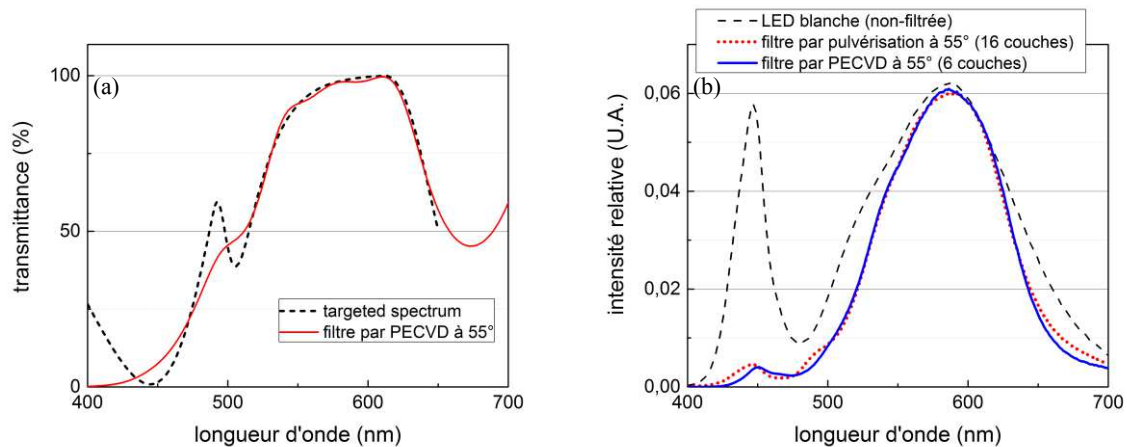 (a)
transmittance (%)
100
50
0
400
500
600
700
longueur d'onde (nm)
targeted spectrum
filtre par PECVD à 55°
LED blanche (non-filtrée)
filtre par pulvérisation à 55° (16 couches)
filtre par PECVD à 55° (6 couches)
(b)
intensité relative (U.A.)
0,06
0,04
0,02
0,00
400
500
600
700
longueur d'onde (nm)